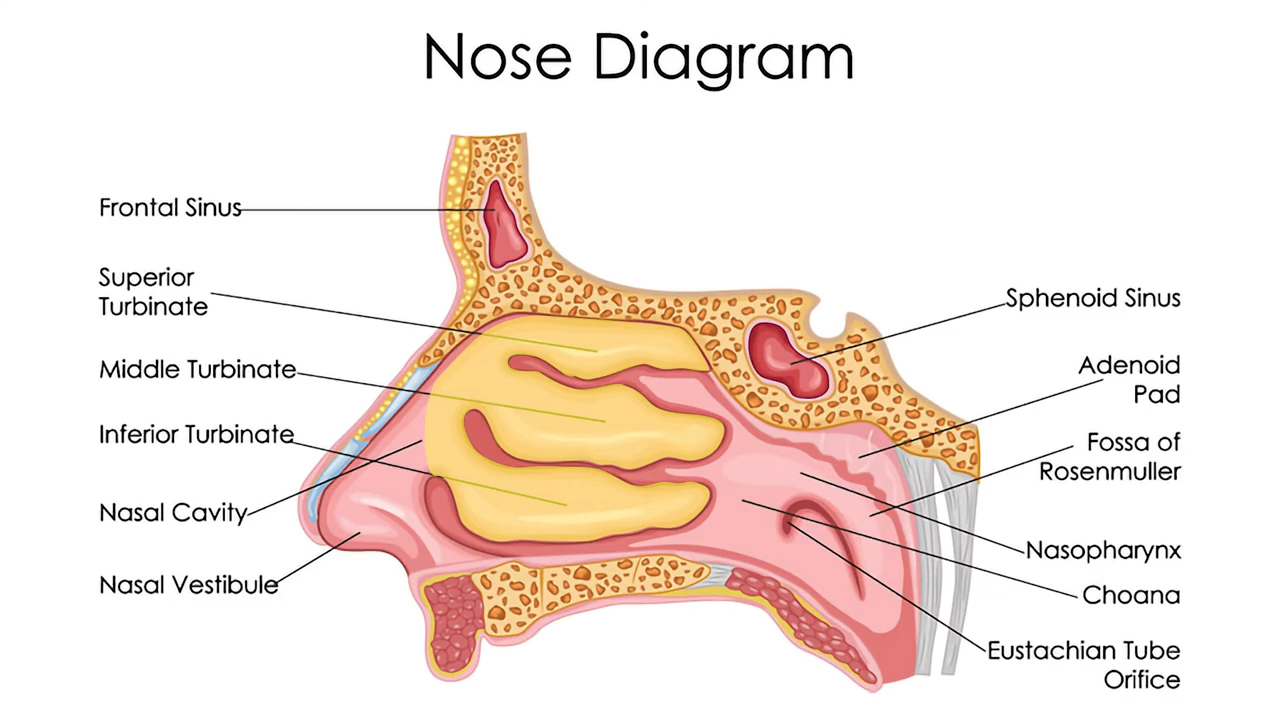 Nose Diagram
Frontal Sinus
Superior
Turbinate
Middle Turbinate
Inferior Turbinate
Nasal Cavity
Nasal Vestibule
Sphenoid Sinus
Adenoid
Pad
Fossa of
Rosenmuller
Nasopharynx
Choana
Eustachian Tube
Orifice